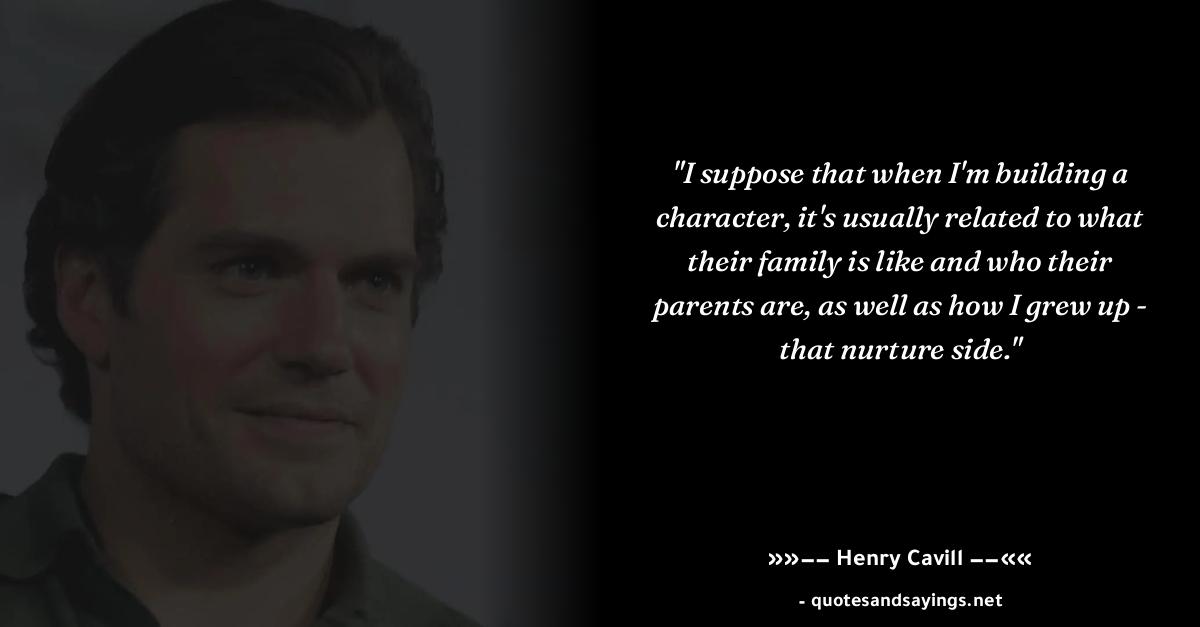 "I suppose that when I'm building a
character, it's usually related to what
their family is like and who their
parents are, as well as how I grew up -
that nurture side."
»»−− Henry Cavill −−««
- quotesandsayings.net